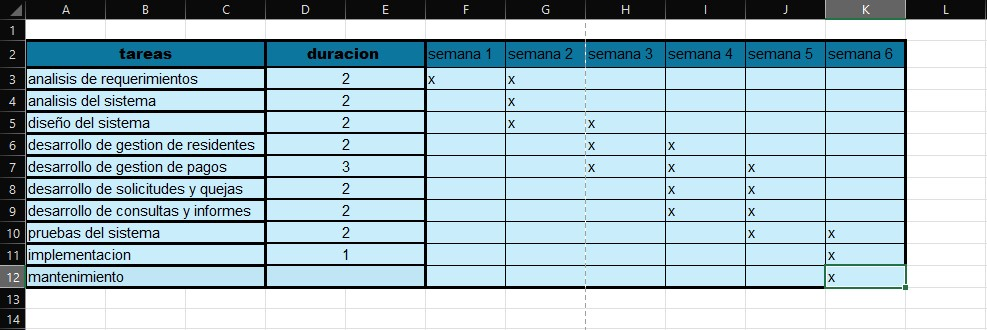 A B C D E F G H I J K L
1
2 tareas duracion semana 1 semana 2 semana 3 semana 4 semana 5 semana 6
3 analisis de requerimientos 2 x x
4 analisis del sistema 2 x
5 diseño del sistema 2 x x
6 desarrollo de gestion de residentes 2 x x
7 desarrollo de gestion de pagos 3 x x x
8 desarrollo de solicitudes y quejas 2 x x
9 desarrollo de consultas y informes 2 x x
10 pruebas del sistema 2 x x
11 implementacion 1 x
12 mantenimiento x
13
14